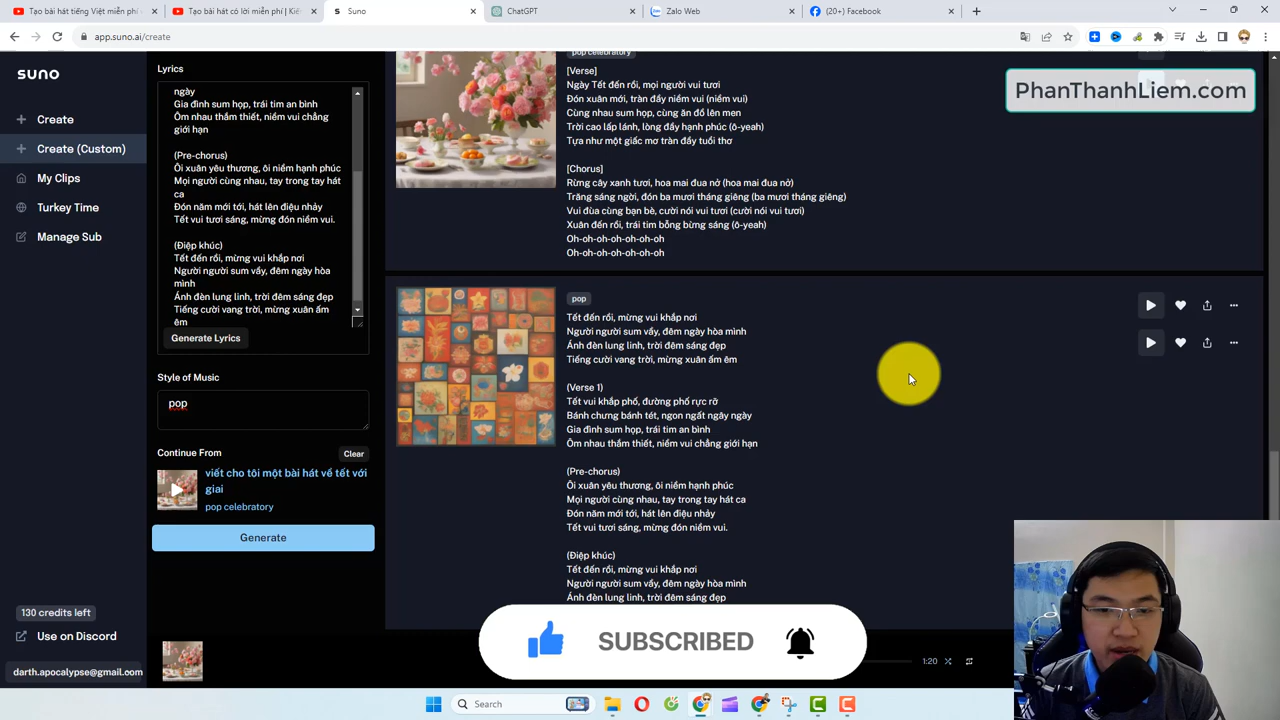 Tạo bài hát tiếng Việt miễn phí
Tạo bài hát có lời miễn phí | Kiế
Suno
ChatGPT
Zalo Web
(20+) Facebook
app.suno.ai/create
SUNO
Create
Create (Custom)
My Clips
Turkey Time
Manage Sub
130 credits left
Use on Discord
darth.apocalypse@gmail.com
Lyrics
ngày
Gia đình sum họp, trái tim an bình
Ôm nhau thắm thiết, niềm vui chẳng
giới hạn
(Pre-chorus)
Ôi xuân yêu thương, ôi niềm hạnh phúc
Mọi người cùng nhau, tay trong tay hát
ca
Đón năm mới tới, hát lên điệu nhảy
Tết vui tươi sáng, mừng đón niềm vui.
(Điệp khúc)
Tết đến rồi, mừng vui khắp nơi
Người người sum vầy, đêm ngày hòa
mình
Ánh đèn lung linh, trời đêm sáng đẹp
Tiếng cười vang trời, mừng xuân ấm
êm
Generate Lyrics
Style of Music
pop
Continue From
Clear
viết cho tôi một bài hát về tết với
giai
pop celebratory
Generate
pop celebratory
[Verse]
Ngày Tết đến rồi, mọi người vui tươi
Đón xuân mới, tràn đầy niềm vui (niềm vui)
Cùng nhau sum họp, cùng ăn đồ lên men
Trời cao lấp lánh, lòng đầy hạnh phúc (ô-yeah)
Tựa như một giấc mơ tràn đầy tuổi thơ
[Chorus]
Rừng cây xanh tươi, hoa mai đua nở (hoa mai đua nở)
Trăng sáng ngời, đón ba mươi tháng giêng (ba mươi tháng giêng)
Vui đùa cùng bạn bè, cười nói vui tươi (cười nói vui tươi)
Xuân đến rồi, trái tim bỗng bừng sáng (ô-yeah)
Oh-oh-oh-oh-oh-oh-oh
Oh-oh-oh-oh-oh-oh-oh
pop
Tết đến rồi, mừng vui khắp nơi
Người người sum vầy, đêm ngày hòa mình
Ánh đèn lung linh, trời đêm sáng đẹp
Tiếng cười vang trời, mừng xuân ấm êm
(Verse 1)
Tết vui khắp phố, đường phố rực rỡ
Bánh chưng bánh tét, ngon ngất ngây ngày
Gia đình sum họp, trái tim an bình
Ôm nhau thắm thiết, niềm vui chẳng giới hạn
(Pre-chorus)
Ôi xuân yêu thương, ôi niềm hạnh phúc
Mọi người cùng nhau, tay trong tay hát ca
Đón năm mới tới, hát lên điệu nhảy
Tết vui tươi sáng, mừng đón niềm vui.
(Điệp khúc)
Tết đến rồi, mừng vui khắp nơi
Người người sum vầy, đêm ngày hòa mình
Ánh đèn lung linh, trời đêm sáng đẹp
PhanThanhLiem.com
SUBSCRIBED
1:20
Search